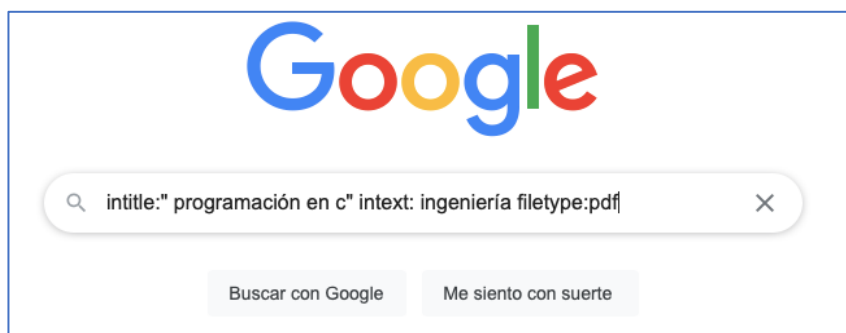 Google
intitle:" programación en c" intext: ingeniería filetype:pdf
Buscar con Google Me siento con suerte